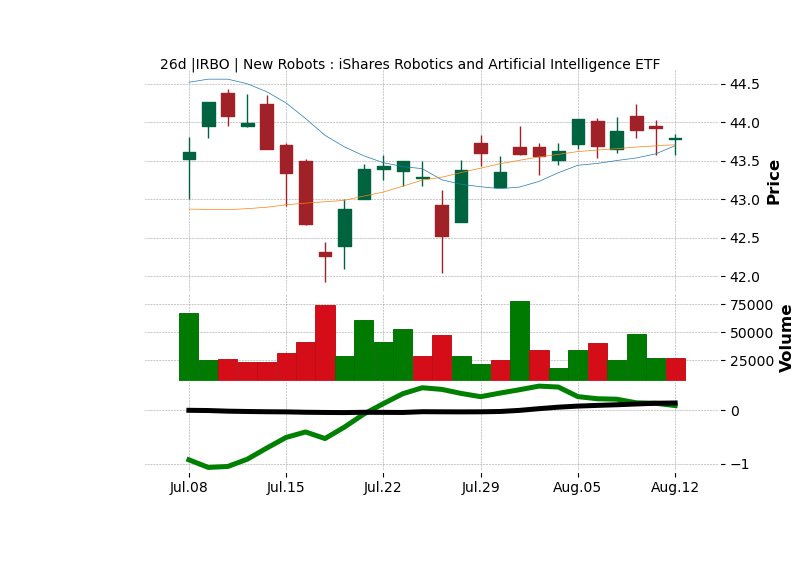 26d |IRBO | New Robots : iShares Robotics and Artificial Intelligence ETF
44.5
44.0
43.5
43.0
42.5
42.0
Price
75000
50000
25000
Volume
0
−1
Jul.08 Jul.15 Jul.22 Jul.29 Aug.05 Aug.12